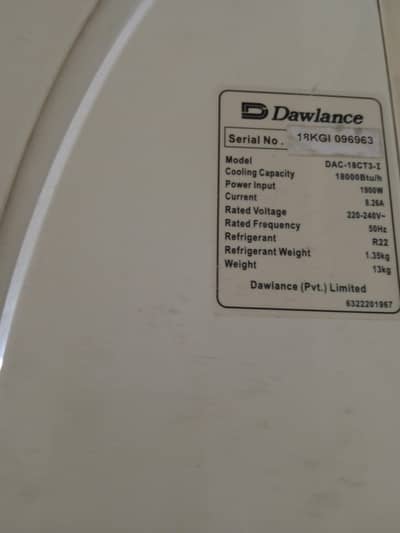 Dawlance
Serial No. 18KGI 096963
Model DAC-18CT3-I
Cooling Capacity 18000Btu/h
Power Input 1900W
Current 8.26A
Rated Voltage 220-240V~
Rated Frequency 50Hz
Refrigerant R22
Refrigerant Weight 1.35kg
Weight 13kg
Dawlance (Pvt.) Limited
6322201967